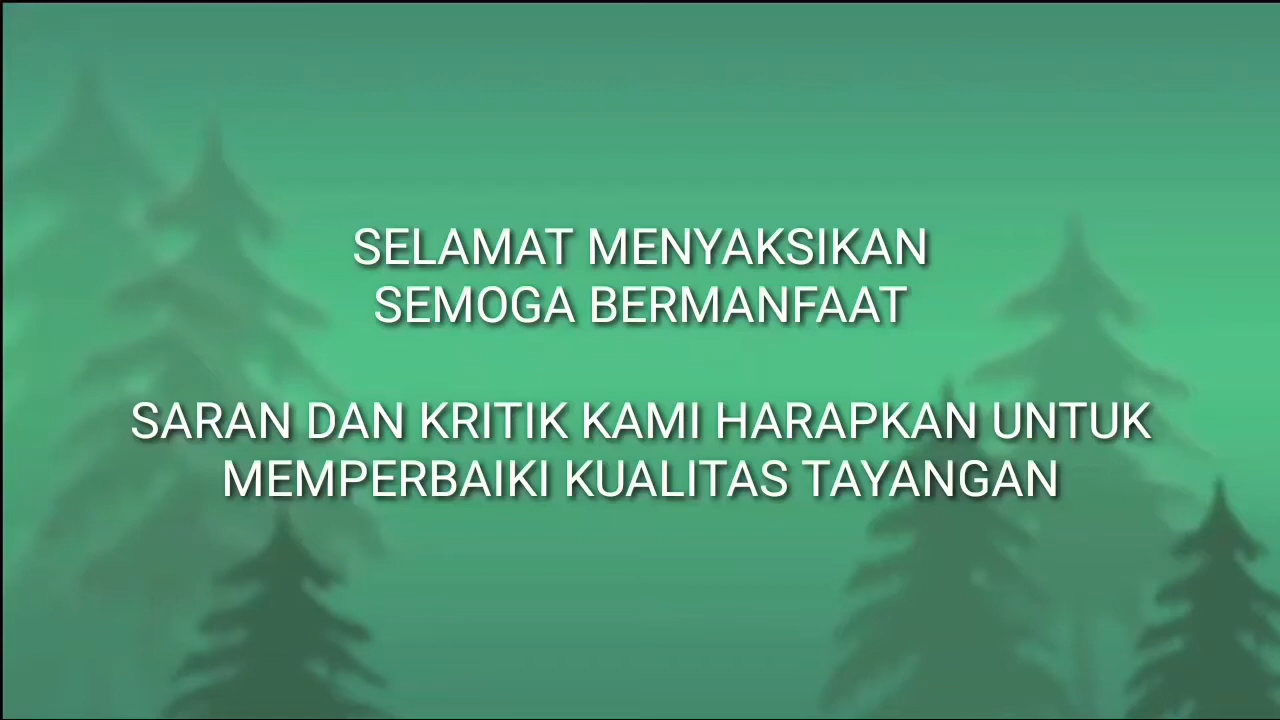 SELAMAT MENYAKSIKAN
SEMOGA BERMANFAAT
SARAN DAN KRITIK KAMI HARAPKAN UNTUK
MEMPERBAIKI KUALITAS TAYANGAN